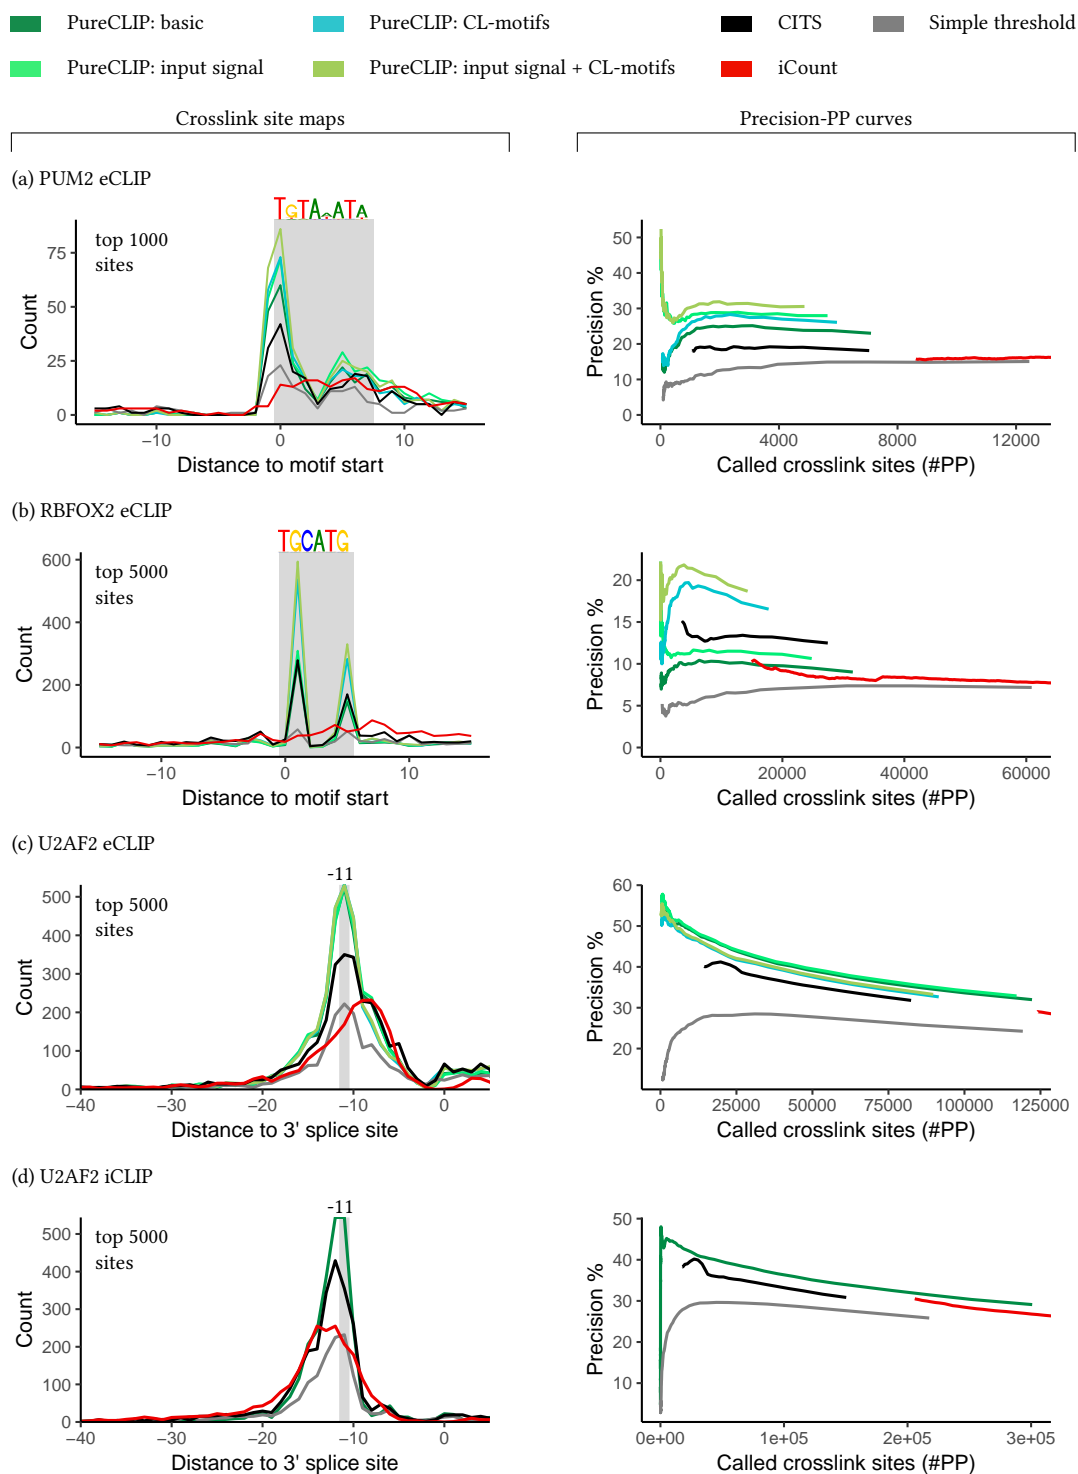 PureCLIP: basic
PureCLIP: CL-motifs
CITS
Simple threshold
PureCLIP: input signal
PureCLIP: input signal + CL-motifs
iCount
Crosslink site maps
Precision-PP curves
(a) PUM2 eCLIP
TGTAAATA
top 1000
sites
75
50
25
0
Count
−10
0
10
Distance to motif start
50
40
30
20
10
0
Precision %
0
4000
8000
12000
Called crosslink sites (#PP)
(b) RBFOX2 eCLIP
TGCATG
top 5000
sites
600
400
200
0
Count
−10
0
10
Distance to motif start
20
15
10
5
0
Precision %
0
20000
40000
60000
Called crosslink sites (#PP)
(c) U2AF2 eCLIP
-11
top 5000
sites
500
400
300
200
100
0
Count
−40
−30
−20
−10
0
Distance to 3' splice site
60
50
40
30
20
Precision %
0
25000
50000
75000
100000
125000
Called crosslink sites (#PP)
(d) U2AF2 iCLIP
-11
top 5000
sites
500
400
300
200
100
0
Count
−40
−30
−20
−10
0
Distance to 3' splice site
50
40
30
20
10
Precision %
0e+00
1e+05
2e+05
3e+05
Called crosslink sites (#PP)